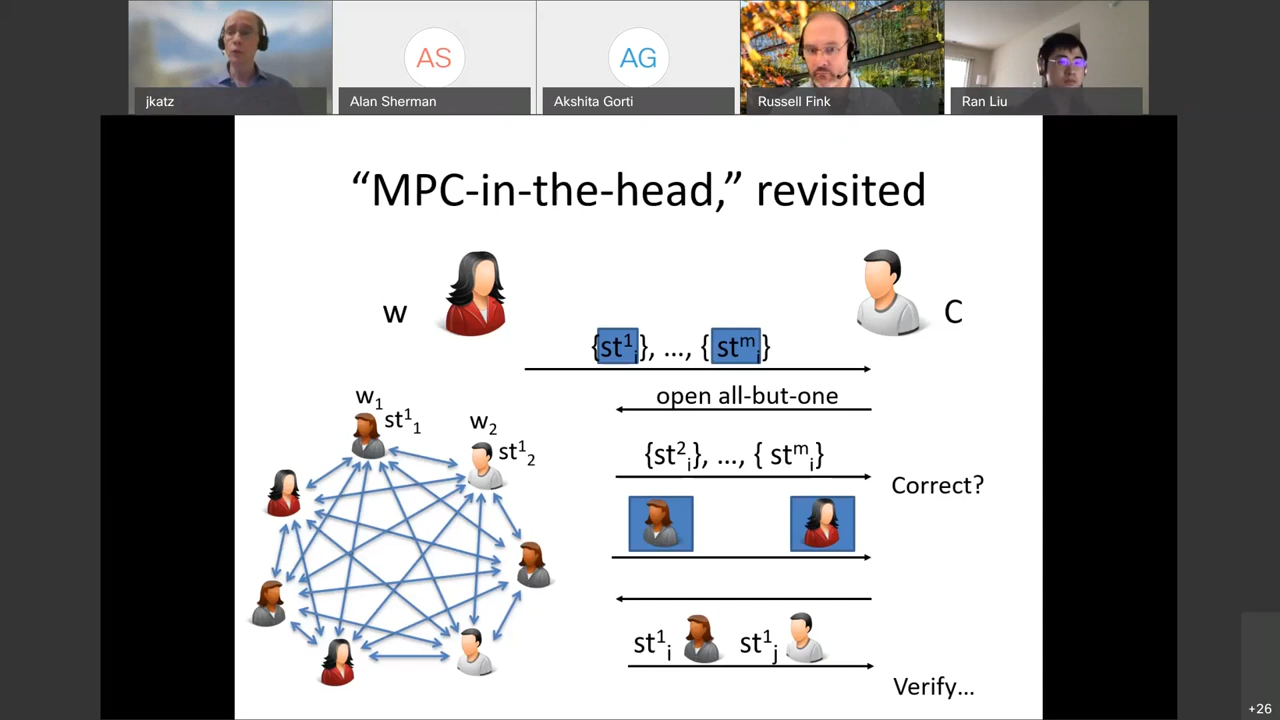 AS
AG
jkatz
Alan Sherman
Akshita Gorti
Russell Fink
Ran Liu
“MPC-in-the-head,” revisited
w
C
{st¹ᵢ}, ..., { stᵐᵢ}
open all-but-one
w₁
st¹₁
w₂
st¹₂
{st²ᵢ}, ..., { stᵐᵢ}
Correct?
st¹ᵢ
st¹ⱼ
Verify...
+26